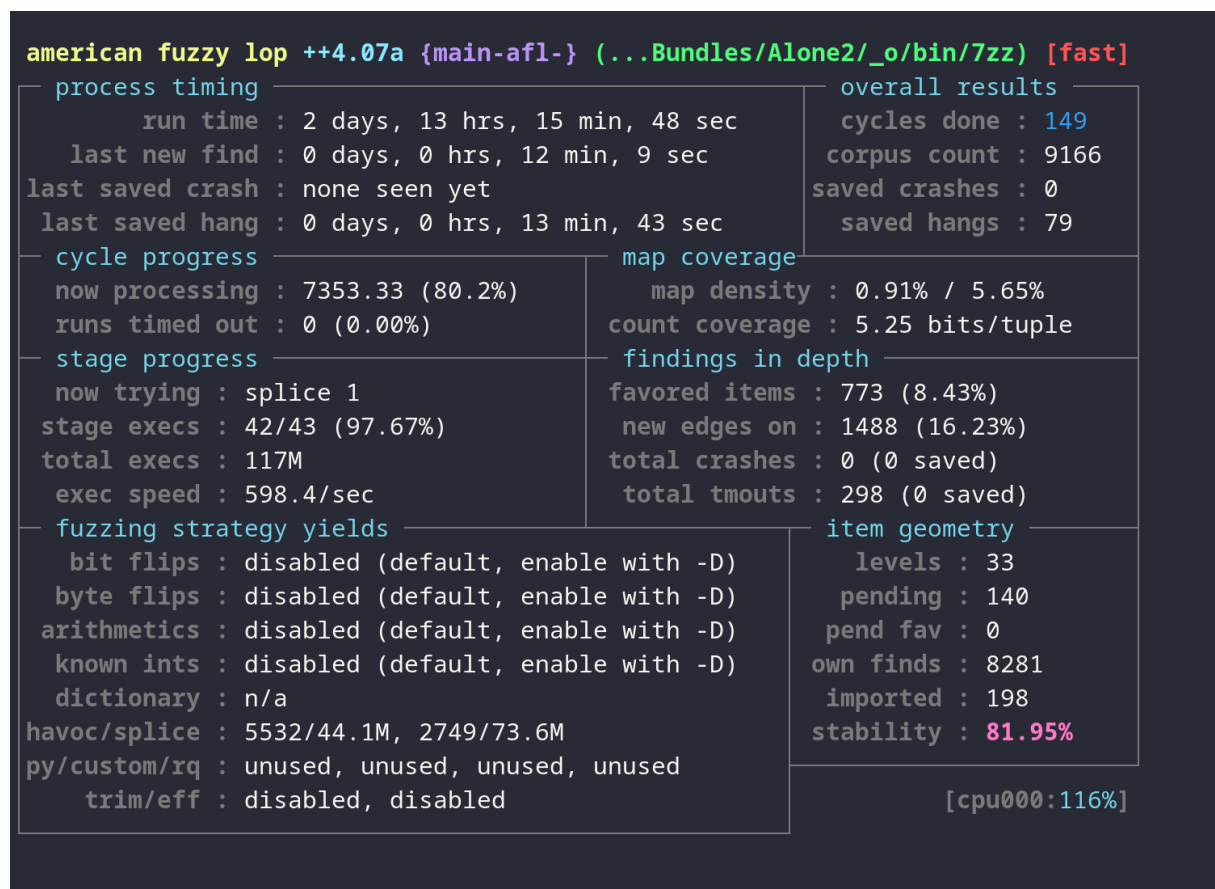 american fuzzy lop ++4.07a {main-afl-} (...Bundles/Alone2/_o/bin/7zz) [fast]
process timing
run time : 2 days, 13 hrs, 15 min, 48 sec
last new find : 0 days, 0 hrs, 12 min, 9 sec
last saved crash : none seen yet
last saved hang : 0 days, 0 hrs, 13 min, 43 sec
overall results
cycles done : 149
corpus count : 9166
saved crashes : 0
saved hangs : 79
cycle progress
now processing : 7353.33 (80.2%)
runs timed out : 0 (0.00%)
map coverage
map density : 0.91% / 5.65%
count coverage : 5.25 bits/tuple
stage progress
now trying : splice 1
stage execs : 42/43 (97.67%)
total execs : 117M
exec speed : 598.4/sec
findings in depth
favored items : 773 (8.43%)
new edges on : 1488 (16.23%)
total crashes : 0 (0 saved)
total tmouts : 298 (0 saved)
fuzzing strategy yields
bit flips : disabled (default, enable with -D)
byte flips : disabled (default, enable with -D)
arithmetics : disabled (default, enable with -D)
known ints : disabled (default, enable with -D)
dictionary : n/a
havoc/splice : 5532/44.1M, 2749/73.6M
py/custom/rq : unused, unused, unused, unused
trim/eff : disabled, disabled
item geometry
levels : 33
pending : 140
pend fav : 0
own finds : 8281
imported : 198
stability : 81.95%
[cpu000:116%]